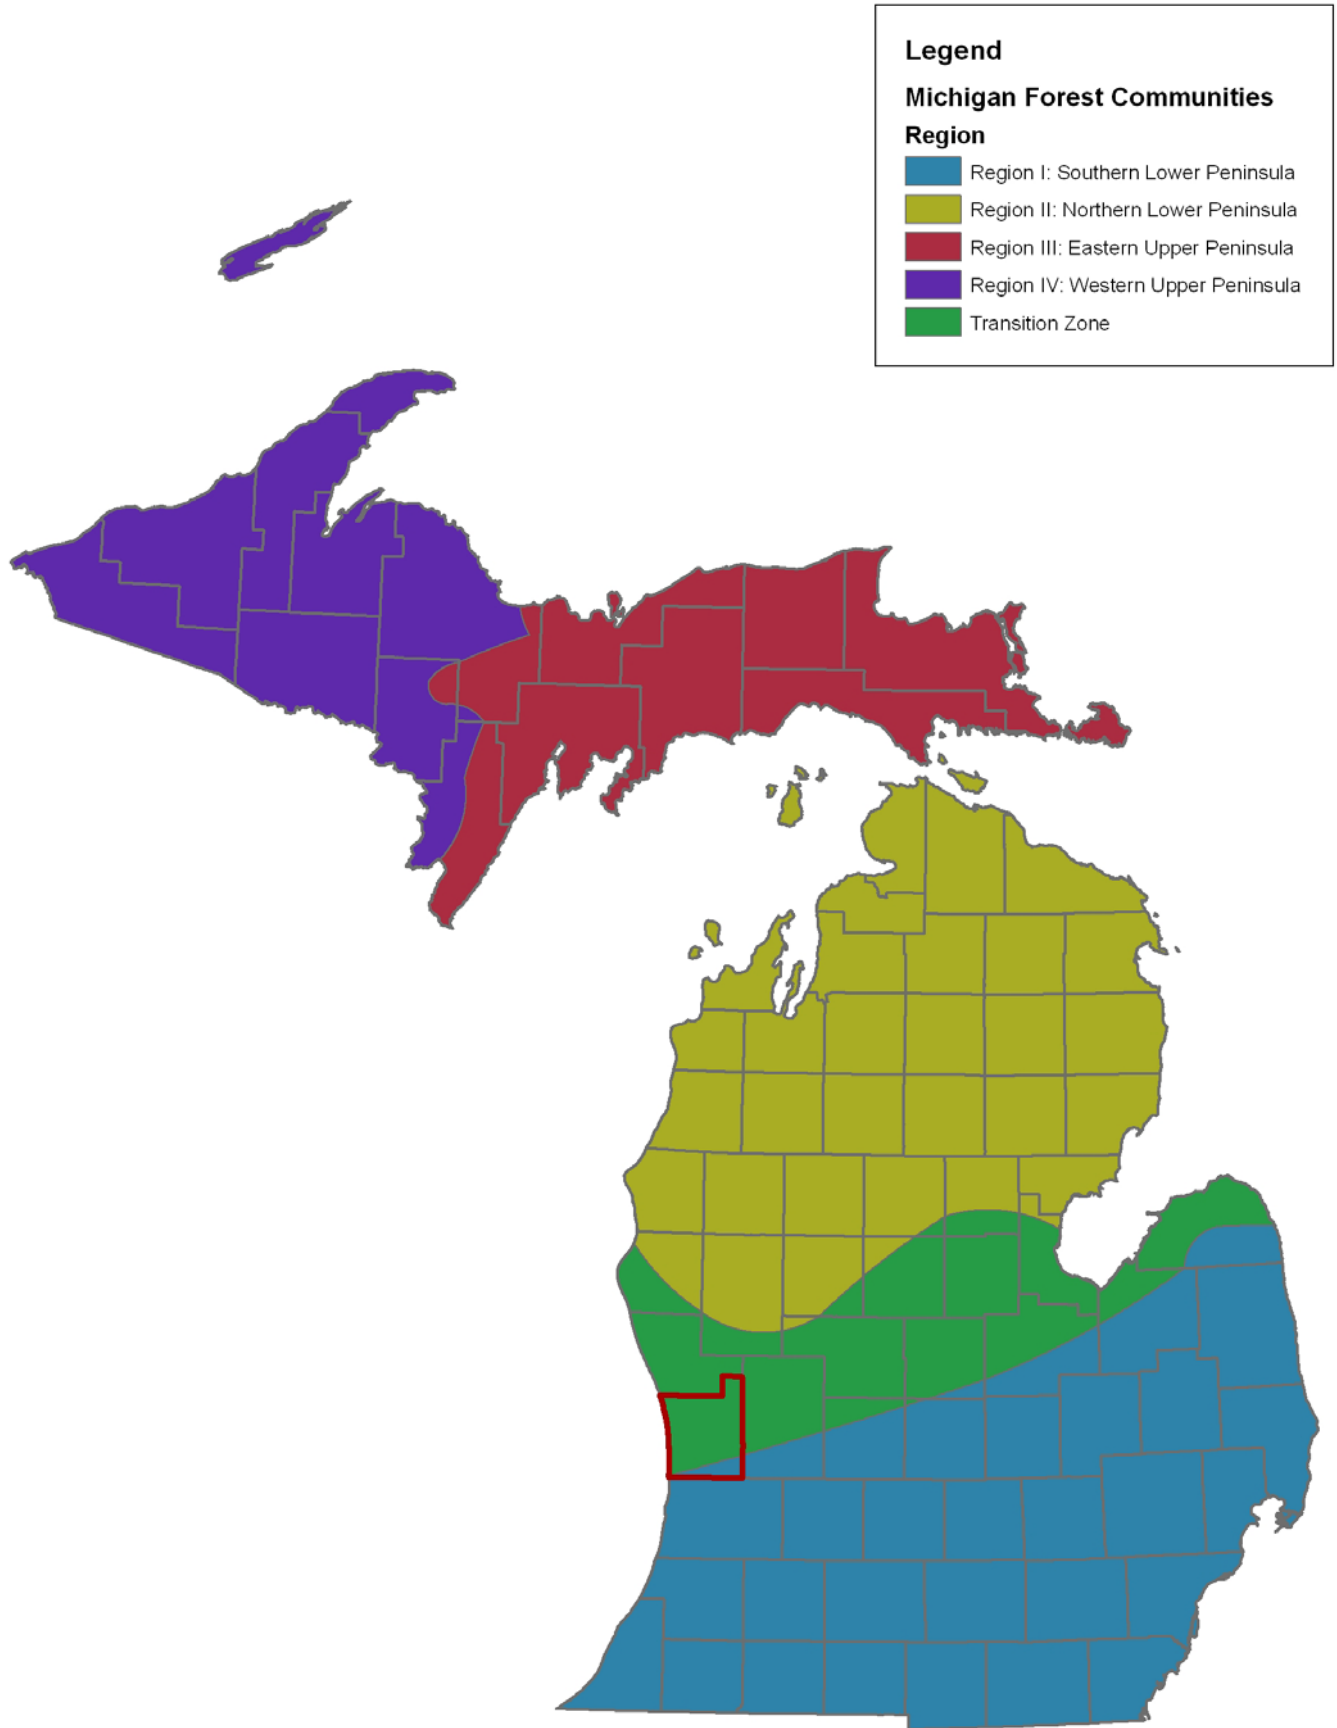 Legend
Michigan Forest Communities
Region
Region I: Southern Lower Peninsula
Region II: Northern Lower Peninsula
Region III: Eastern Upper Peninsula
Region IV: Western Upper Peninsula
Transition Zone